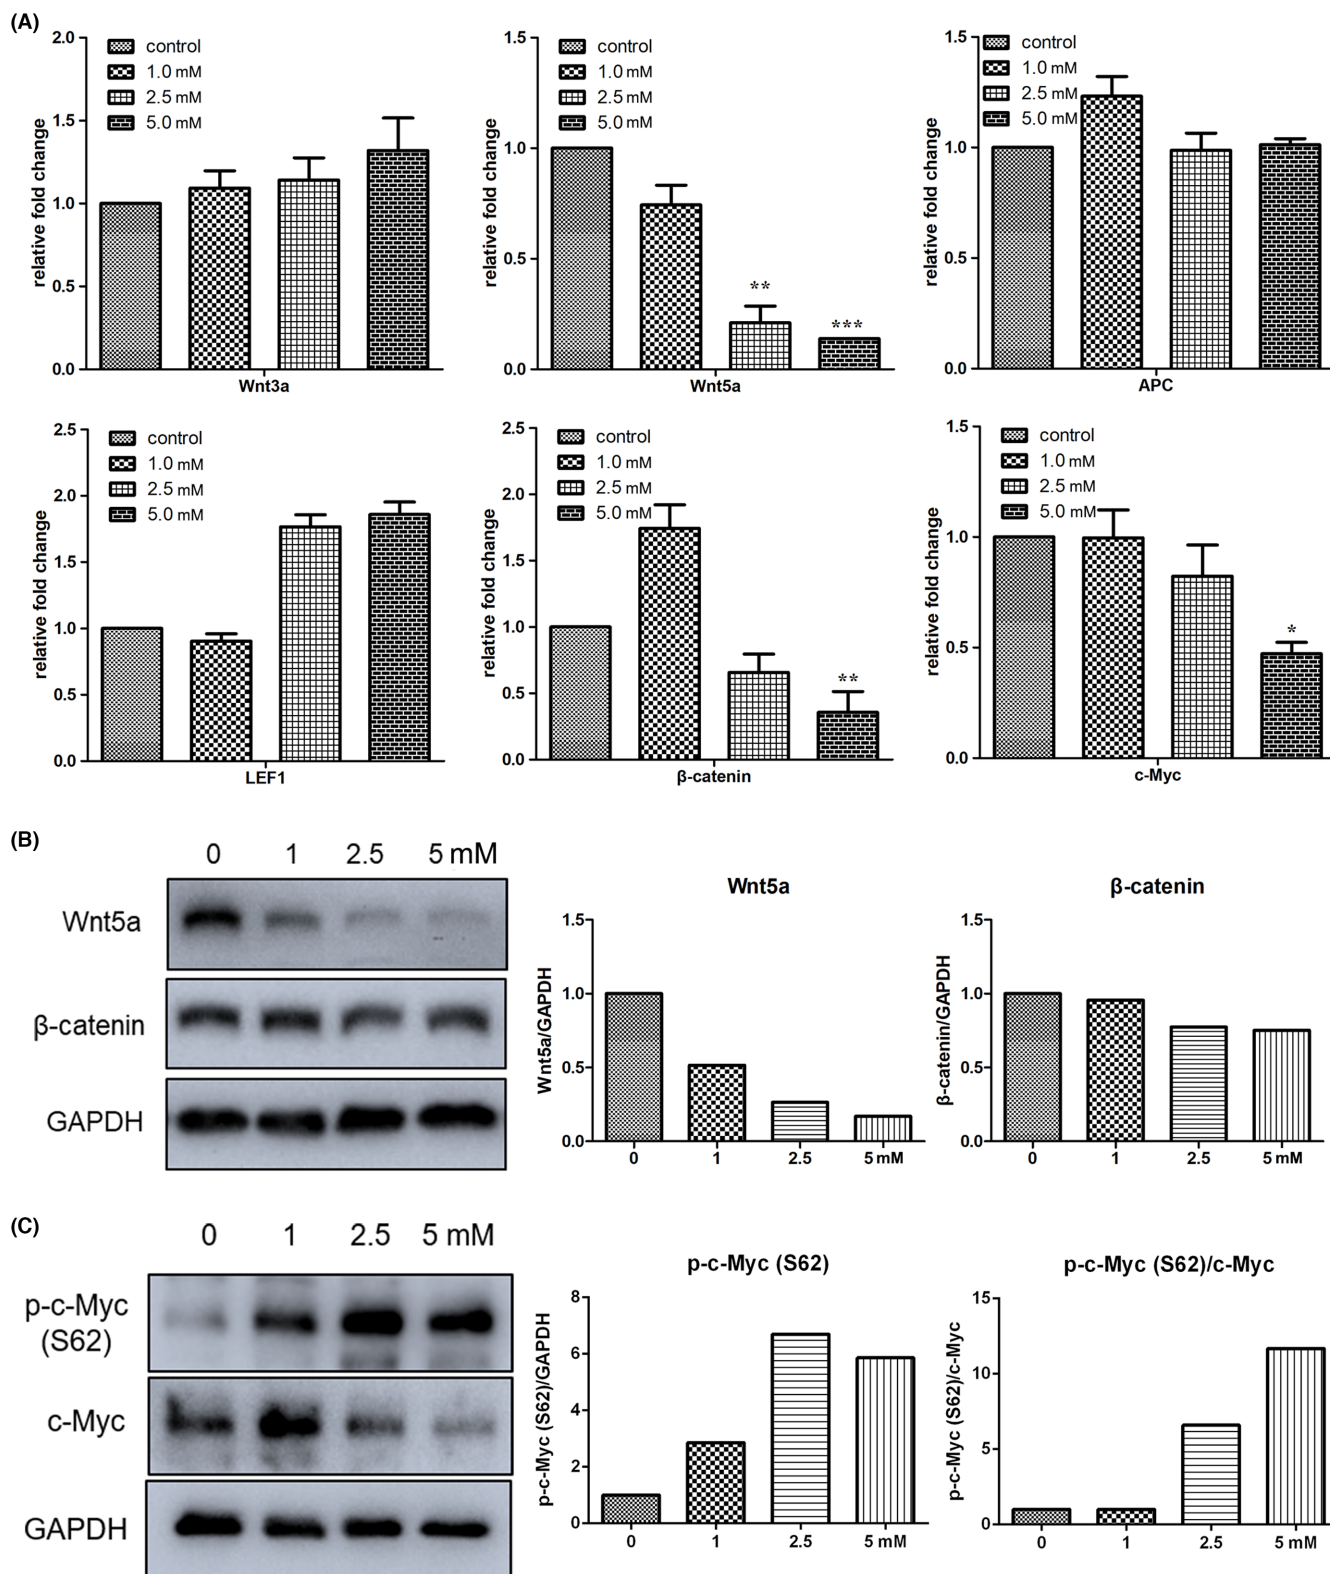 (A)
2.0
1.5
1.0
0.5
0.0
relative fold change
control
1.0 mM
2.5 mM
5.0 mM
Wnt3a
1.5
1.0
0.5
0.0
relative fold change
control
1.0 mM
2.5 mM
5.0 mM
**
***
Wnt5a
1.5
1.0
0.5
0.0
relative fold change
control
1.0 mM
2.5 mM
5.0 mM
APC
2.5
2.0
1.5
1.0
0.5
0.0
relative fold change
control
1.0 mM
2.5 mM
5.0 mM
LEF1
2.5
2.0
1.5
1.0
0.5
0.0
relative fold change
control
1.0 mM
2.5 mM
5.0 mM
**
β-catenin
1.5
1.0
0.5
0.0
relative fold change
control
1.0 mM
2.5 mM
5.0 mM
*
c-Myc
(B)
0 1 2.5 5 mM
Wnt5a
β-catenin
GAPDH
Wnt5a
1.5
1.0
0.5
0.0
Wnt5a/GAPDH
0 1 2.5 5 mM
β-catenin
1.5
1.0
0.5
0.0
β-catenin/GAPDH
0 1 2.5 5 mM
(C)
0 1 2.5 5 mM
p-c-Myc
(S62)
c-Myc
GAPDH
p-c-Myc (S62)
8
6
4
2
0
p-c-Myc (S62)/GAPDH
0 1 2.5 5 mM
p-c-Myc (S62)/c-Myc
15
10
5
0
p-c-Myc (S62)/c-Myc
0 1 2.5 5 mM